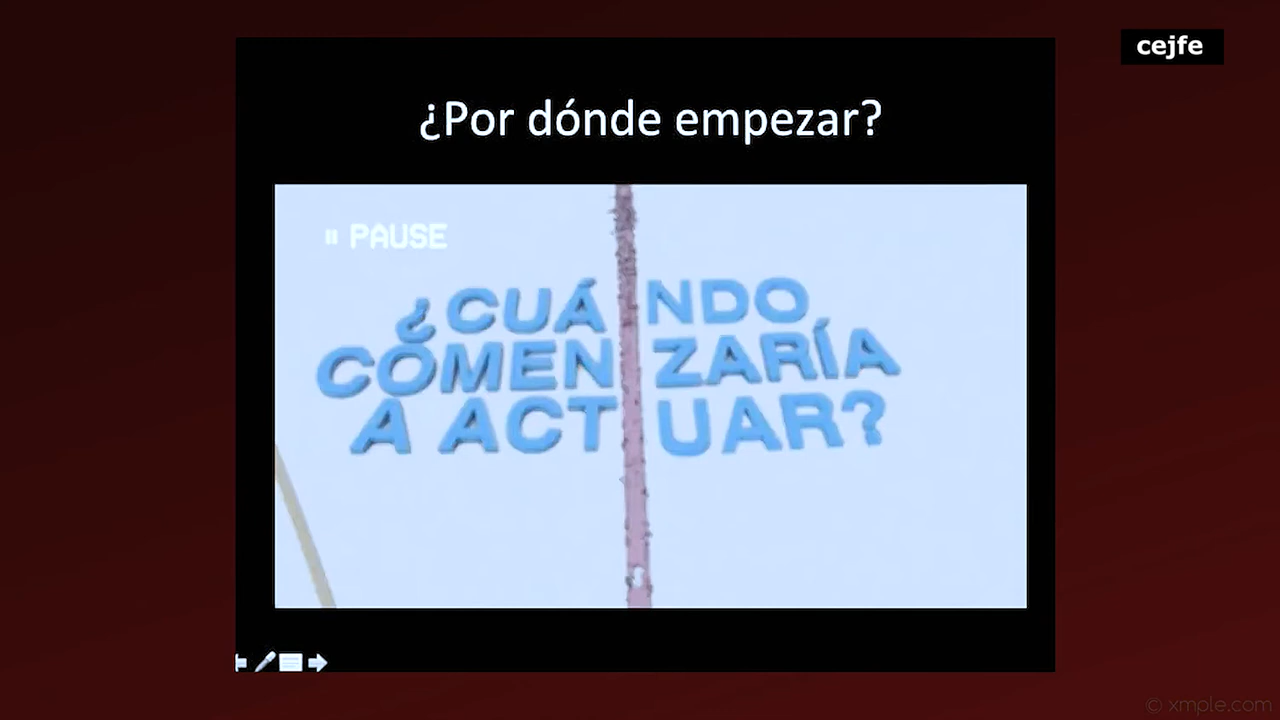 cejfe
¿Por dónde empezar?
PAUSE
¿CUÁNDO
COMENZARÍA
A ACTUAR?
© xmple.com